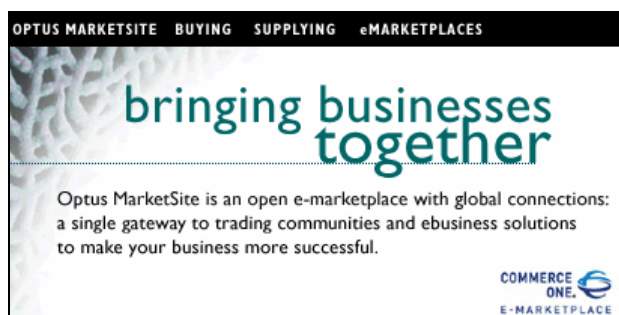 OPTUS MARKETSITE BUYING SUPPLYING eMARKETPLACES
bringing businesses
together
Optus MarketSite is an open e-marketplace with global connections:
a single gateway to trading communities and ebusiness solutions
to make your business more successful.
COMMERCE
ONE.
E-MARKETPLACE